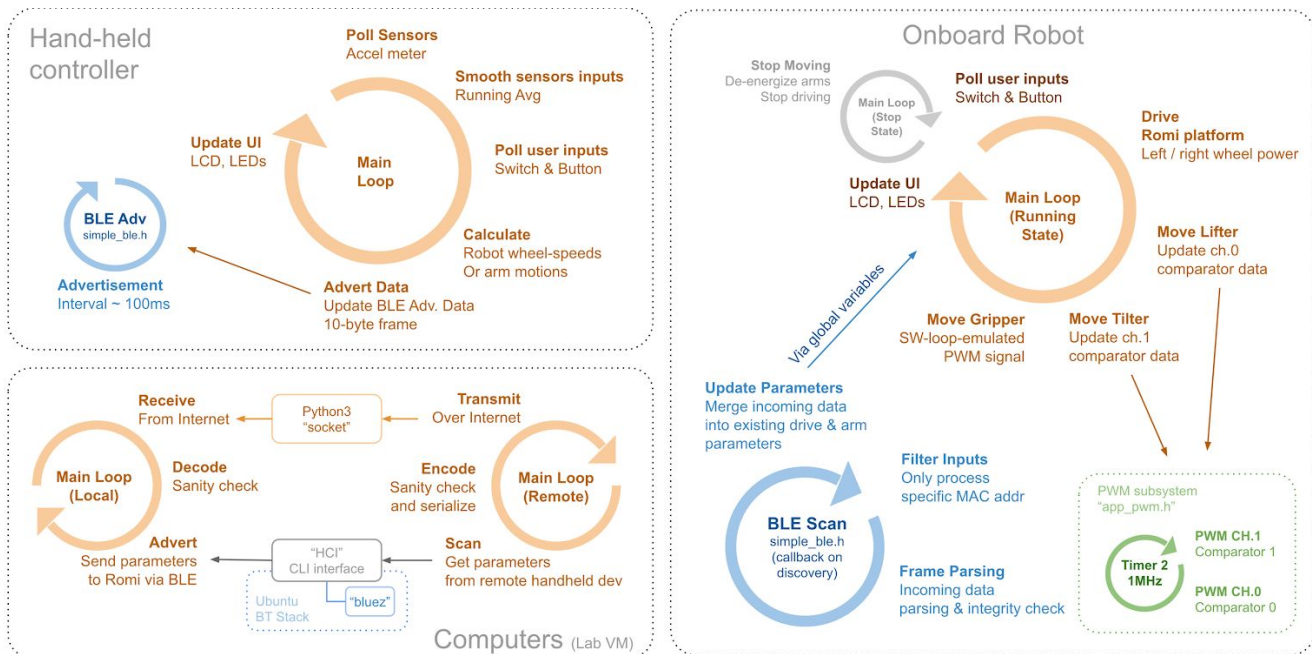 Hand-held
controller
Poll Sensors
Accel meter
Smooth sensors inputs
Running Avg
Update UI
LCD, LEDs
Main
Loop
Poll user inputs
Switch & Button
BLE Adv
simple_ble.h
Calculate
Robot wheel-speeds
Or arm motions
Advertisement
Interval ~ 100ms
Advert Data
Update BLE Adv. Data
10-byte frame
Receive
From Internet
Python3
“socket”
Transmit
Over Internet
Main Loop
(Local)
Decode
Sanity check
Encode
Sanity check
and serialize
Main Loop
(Remote)
Advert
Send parameters
to Romi via BLE
“HCI”
CLI interface
Scan
Get parameters
from remote handheld dev
Ubuntu
BT Stack
“bluez”
Computers (Lab VM)
Onboard Robot
Stop Moving
De-energize arms
Stop driving
Main Loop
(Stop
State)
Poll user inputs
Switch & Button
Drive
Romi platform
Left / right wheel power
Update UI
LCD, LEDs
Main Loop
(Running
State)
Move Lifter
Update ch.0
comparator data
Move Gripper
SW-loop-emulated
PWM signal
Move Tilter
Update ch.1
comparator data
Via global variables
Update Parameters
Merge incoming data
into existing drive & arm
parameters
Filter Inputs
Only process
specific MAC addr
BLE Scan
simple_ble.h
(callback on
discovery)
Frame Parsing
Incoming data
parsing & integrity check
PWM subsystem
“app_pwm.h”
Timer 2
1MHz
PWM CH.1
Comparator 1
PWM CH.0
Comparator 0